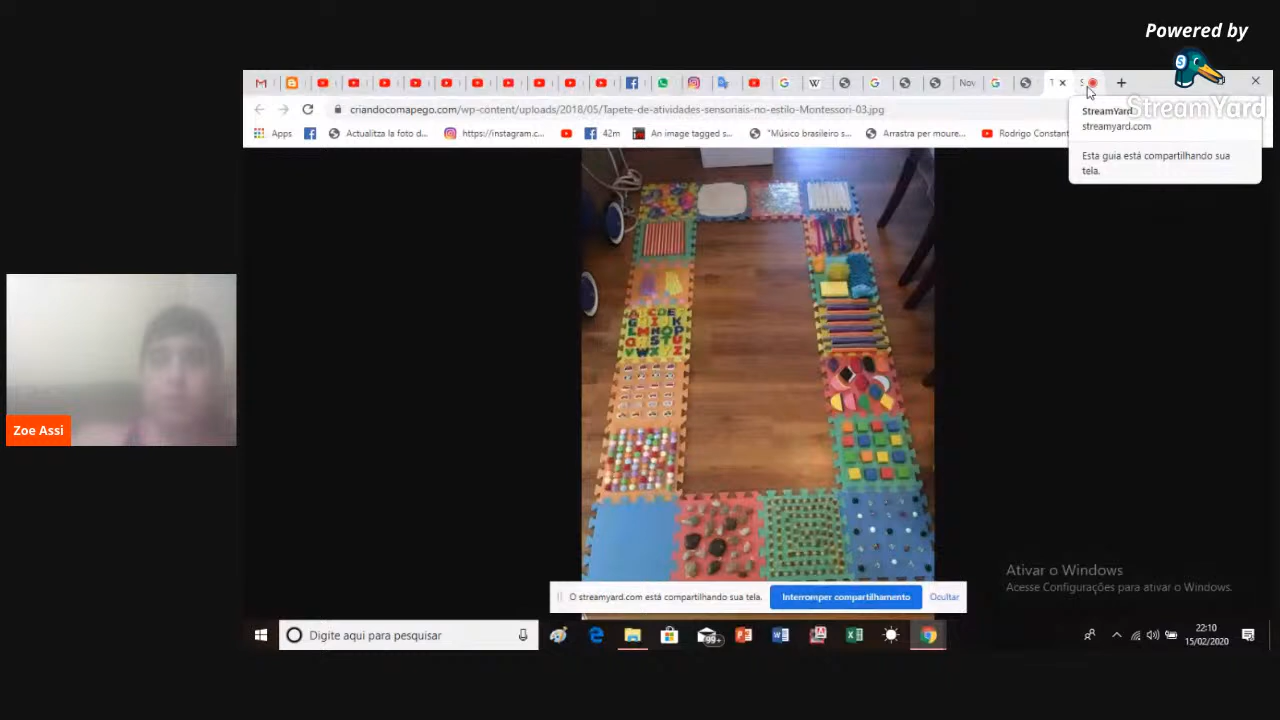 Powered by
StreamYard
Nov
T
S
criandocomapego.com/wp-content/uploads/2018/05/Tapete-de-atividades-sensoriais-no-estilo-Montessori-03.jpg
Apps
Actualitza la foto d...
https://instagram.c...
42m
An image tagged s...
"Músico brasileiro s...
Arrastra per moure...
Rodrigo Constant
StreamYard
streamyard.com
Esta guia está compartilhando sua
tela.
Zoe Assi
O streamyard.com está compartilhando sua tela.
Interromper compartilhamento
Ocultar
Ativar o Windows
Acesse Configurações para ativar o Windows.
Digite aqui para pesquisar
99+
22:10
15/02/2020